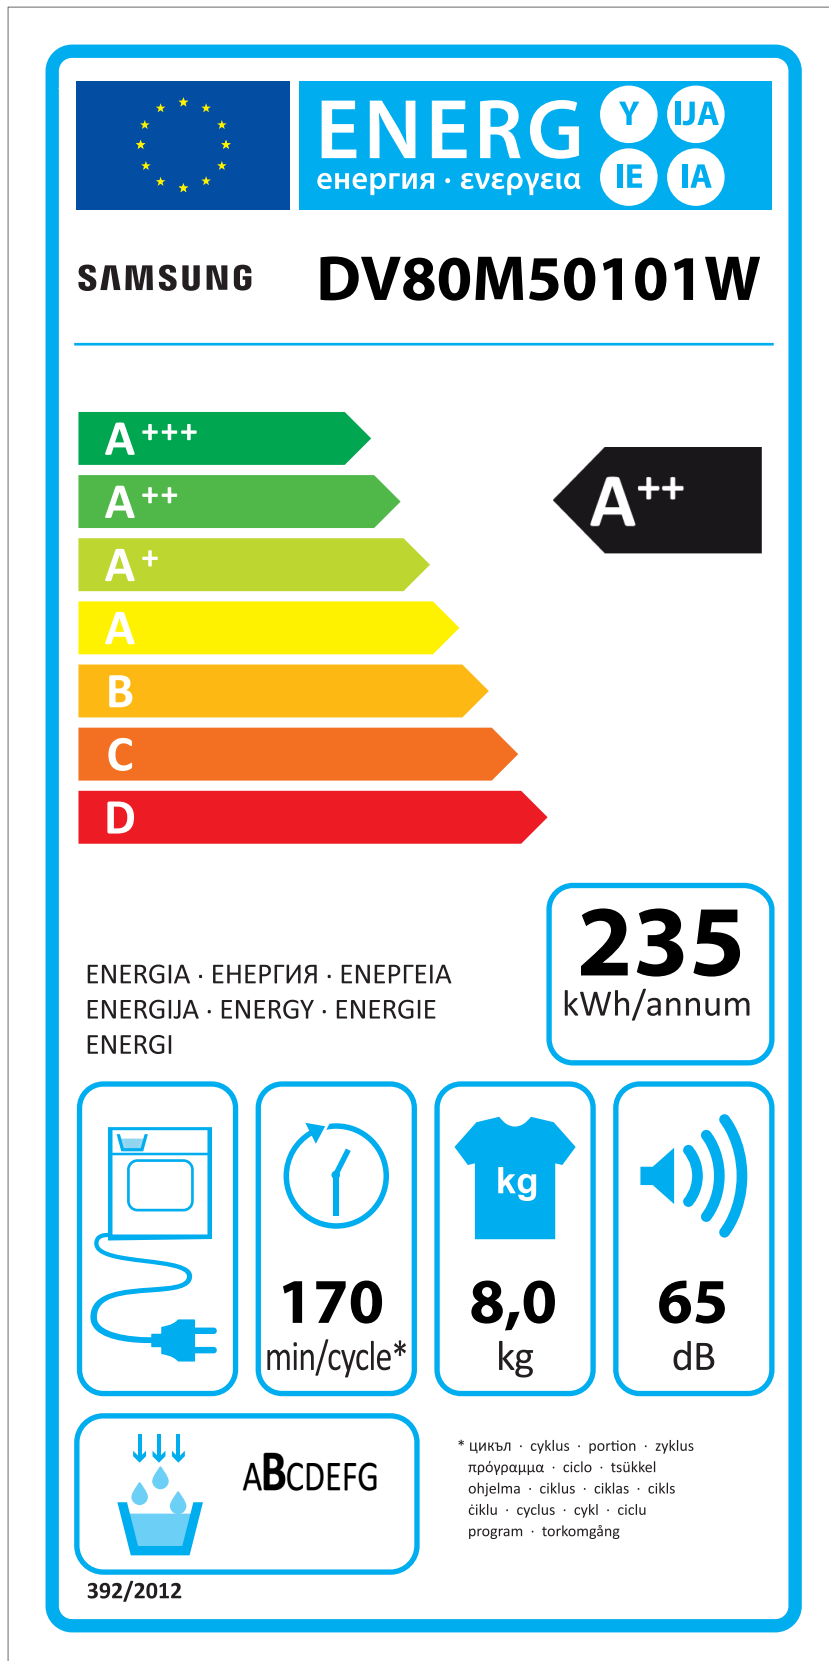 ENERG Y IJA
енергия · ενεργεια IE IA
SAMSUNG DV80M50101W
A+++
A++
A++
A+
A
B
C
D
235
kWh/annum
ENERGIA · ЕНЕРГИЯ · ΕΝΕΡΓΕΙΑ
ENERGIJA · ENERGY · ENERGIE
ENERGI
kg
170
min/cycle*
8,0
kg
65
dB
ABCDEFG
* цикъл · cyklus · portion · zyklus
πρόγραμμα · ciclo · tsükkel
ohjelma · ciklus · ciklas · cikls
ċiklu · cyclus · cykl · ciclu
program · torkomgång
392/2012